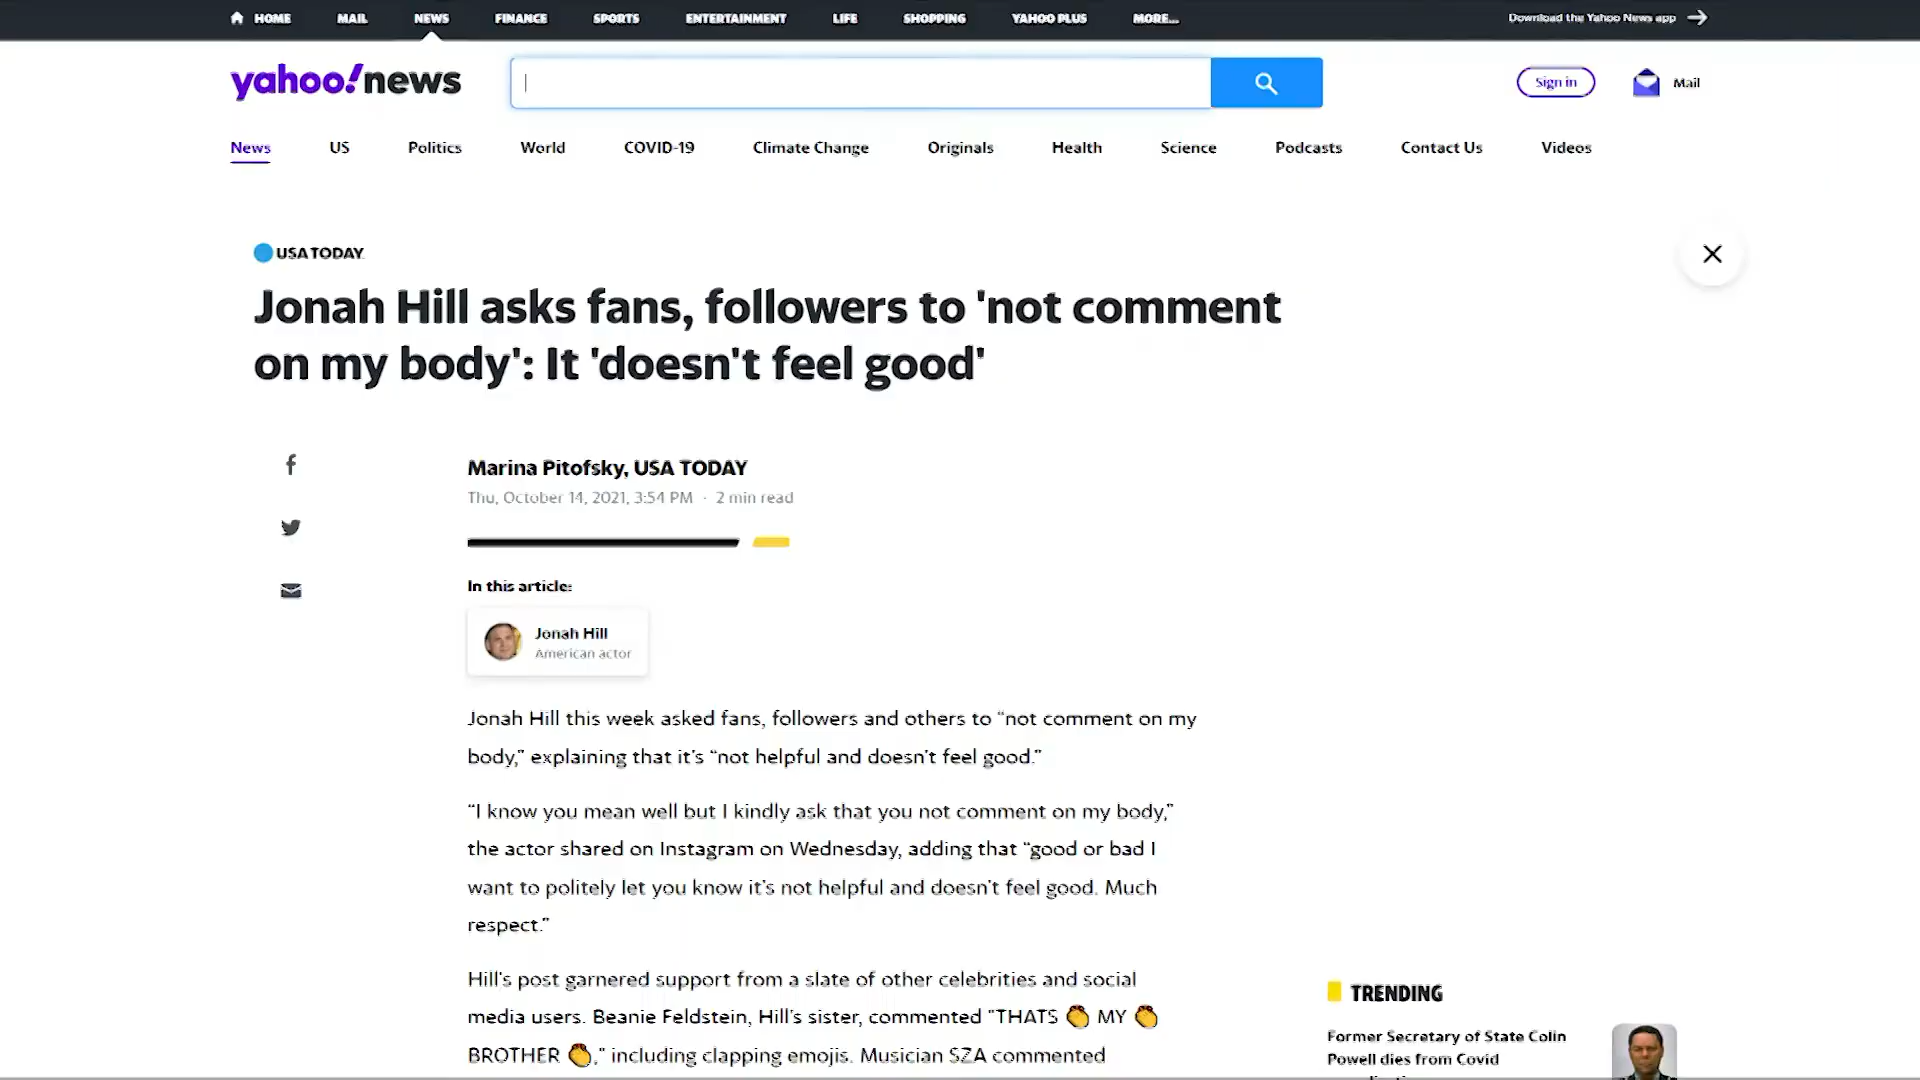 HOME MAIL NEWS FINANCE SPORTS ENTERTAINMENT LIFE SHOPPING YAHOO PLUS MORE... Download the Yahoo News app
yahoo!news
Sign in
Mail
News US Politics World COVID-19 Climate Change Originals Health Science Podcasts Contact Us Videos
USA TODAY
Jonah Hill asks fans, followers to 'not comment
on my body': It 'doesn't feel good'
Marina Pitofsky, USA TODAY
Thu, October 14, 2021, 3:54 PM · 2 min read
In this article:
Jonah Hill
American actor
Jonah Hill this week asked fans, followers and others to “not comment on my
body,” explaining that it’s “not helpful and doesn’t feel good.”
“I know you mean well but I kindly ask that you not comment on my body,”
the actor shared on Instagram on Wednesday, adding that “good or bad I
want to politely let you know it’s not helpful and doesn’t feel good. Much
respect.”
Hill's post garnered support from a slate of other celebrities and social
media users. Beanie Feldstein, Hill’s sister, commented "THATS 👏 MY 👏
BROTHER 👏," including clapping emojis. Musician SZA commented
TRENDING
Former Secretary of State Colin
Powell dies from Covid